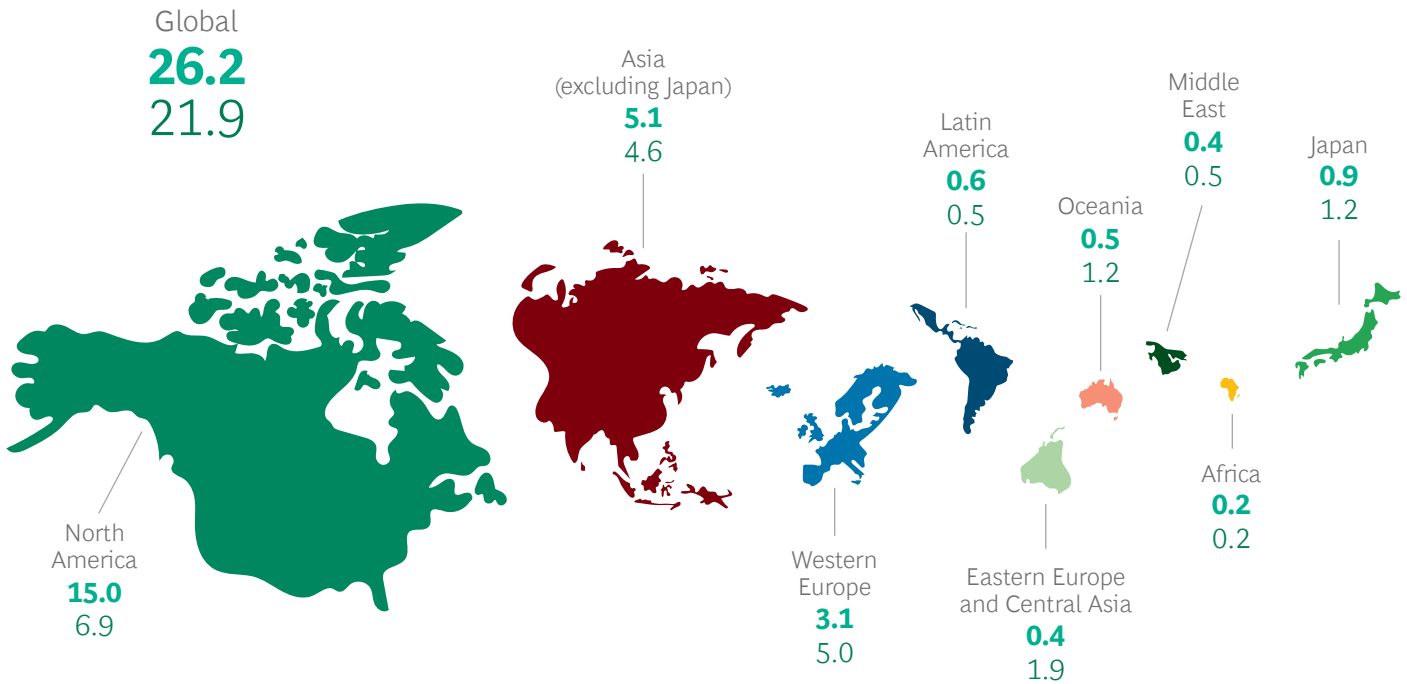 Global
26.2
21.9
Asia
(excluding Japan)
5.1
4.6
Latin
America
0.6
0.5
Oceania
0.5
1.2
Middle
East
0.4
0.5
Japan
0.9
1.2
North
America
15.0
6.9
Western
Europe
3.1
5.0
Eastern Europe
and Central Asia
0.4
1.9
Africa
0.2
0.2